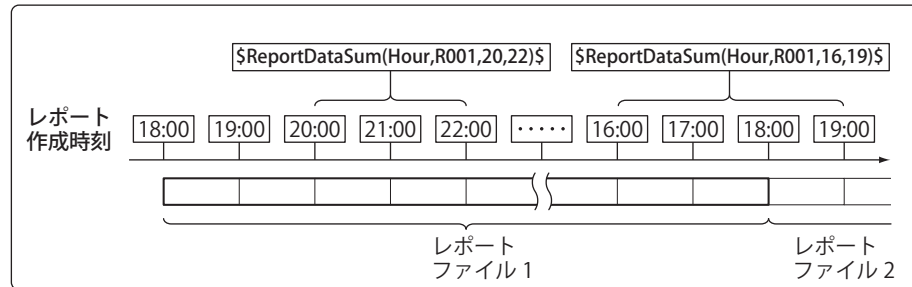 $ReportDataSum(Hour,R001,20,22)$
$ReportDataSum(Hour,R001,16,19)$
レポート
作成時刻
18:00 19:00 20:00 21:00 22:00 ····· 16:00 17:00 18:00 19:00
レポート
ファイル 1
レポート
ファイル 2